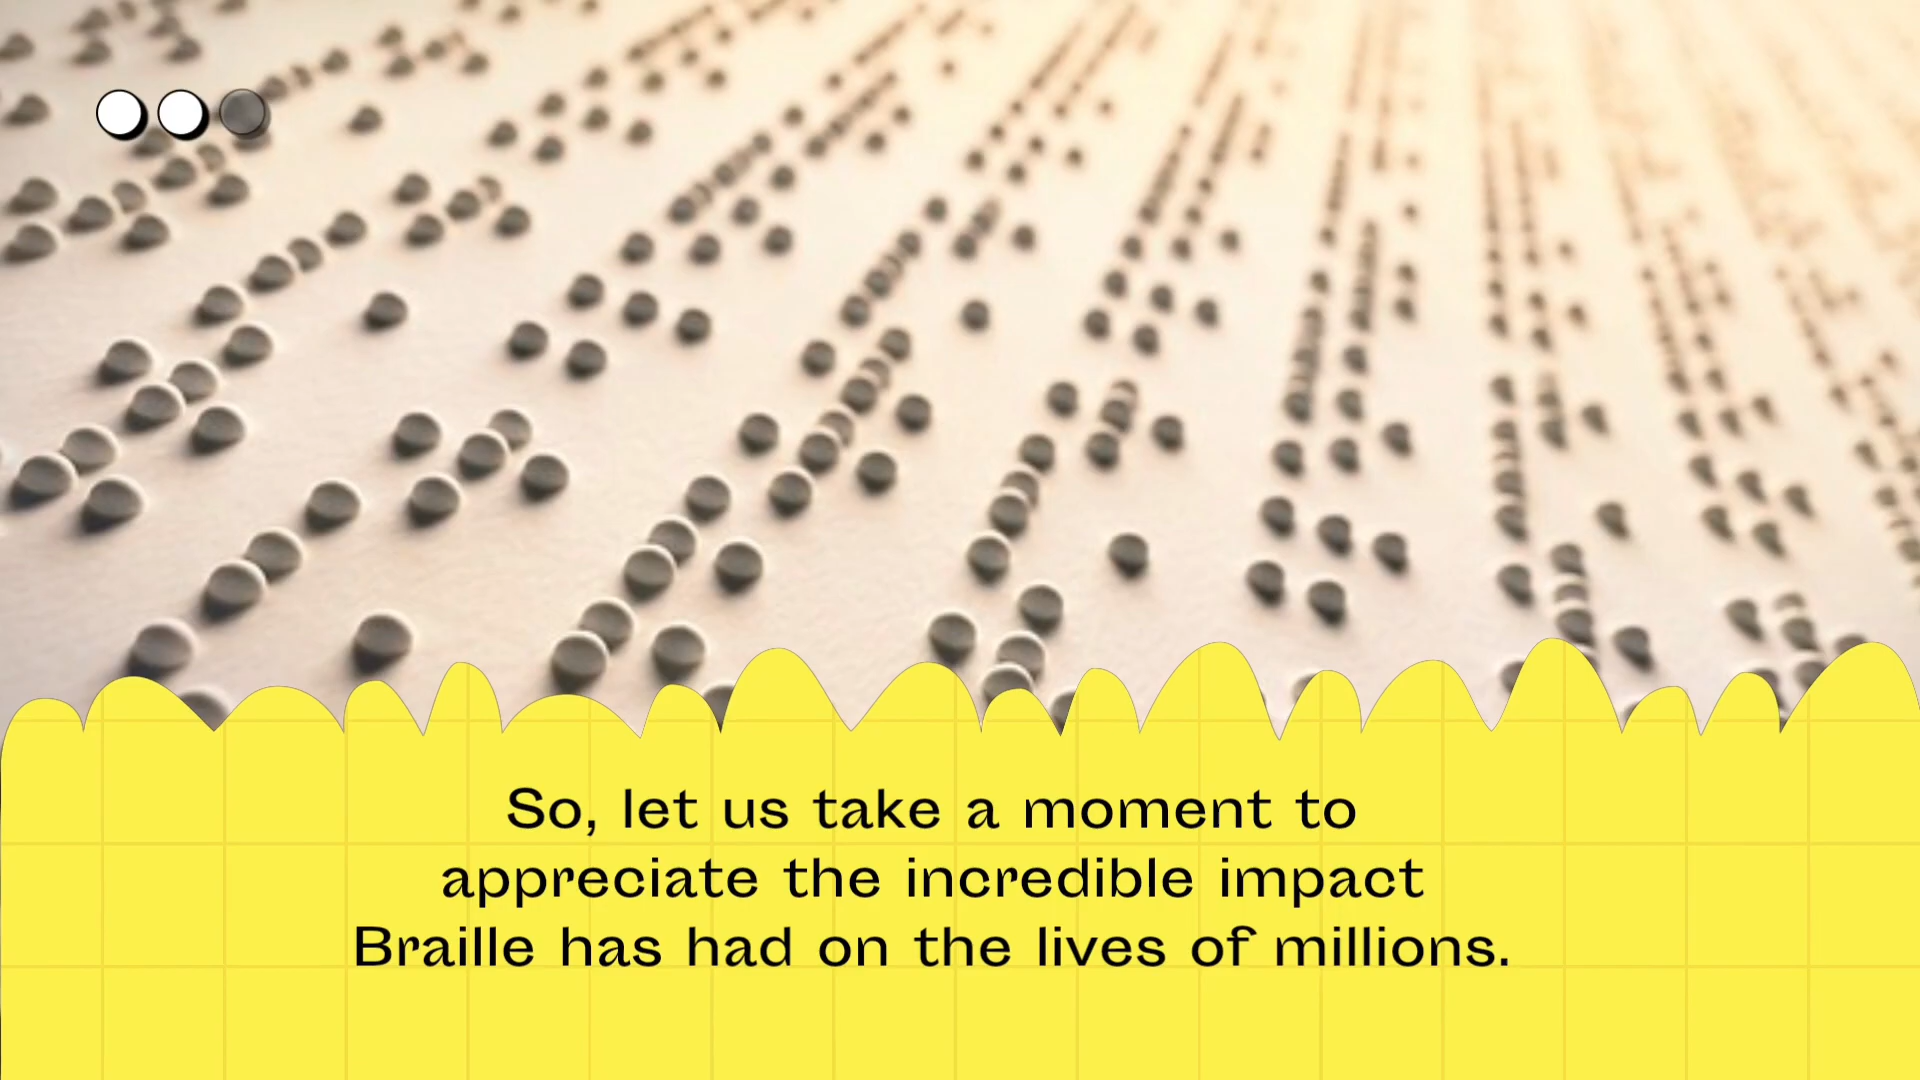 So, let us take a moment to
appreciate the incredible impact
Braille has had on the lives of millions.